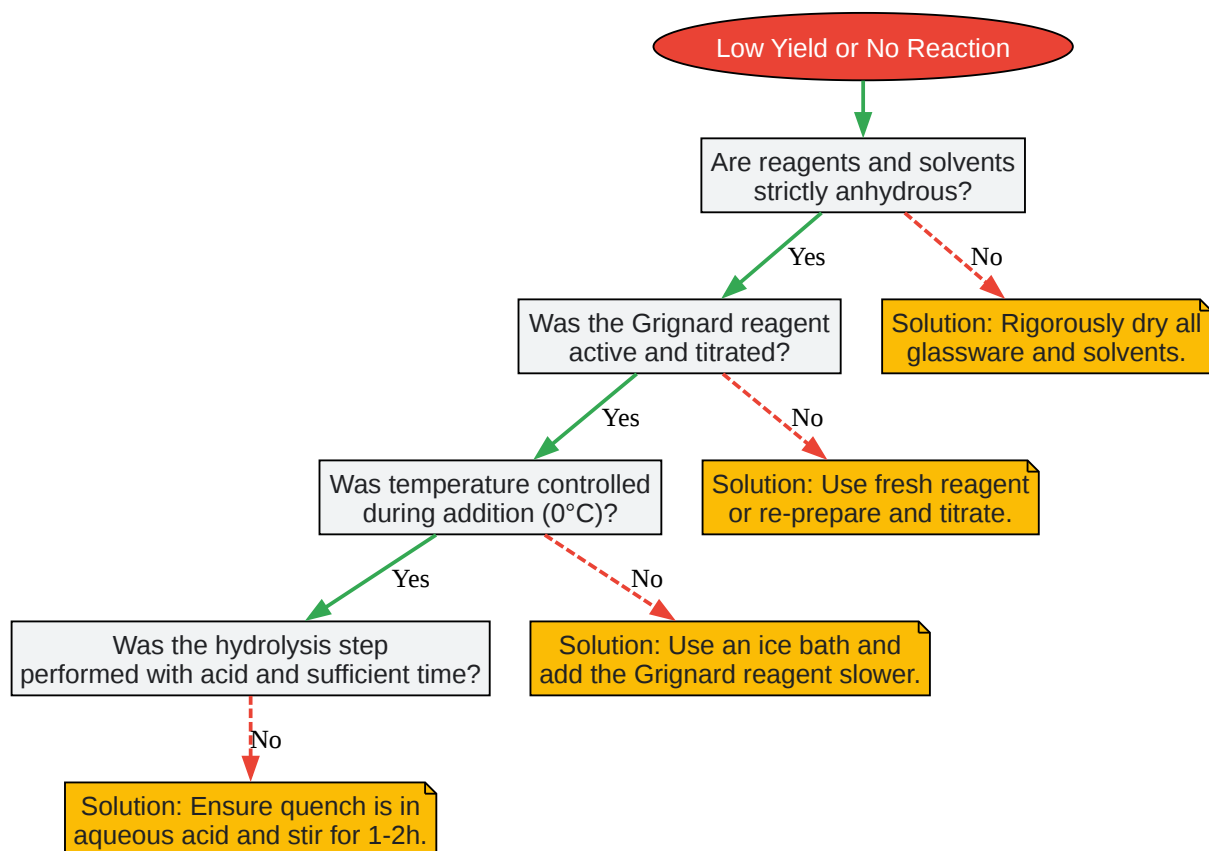 Low Yield or No Reaction
Are reagents and solvents
strictly anhydrous?
Yes
No
Was the Grignard reagent
active and titrated?
Solution: Rigorously dry all
glassware and solvents.
Yes
No
Was temperature controlled
during addition (0°C)?
Solution: Use fresh reagent
or re-prepare and titrate.
Yes
No
Was the hydrolysis step
performed with acid and sufficient time?
Solution: Use an ice bath and
add the Grignard reagent slower.
No
Solution: Ensure quench is in
aqueous acid and stir for 1-2h.